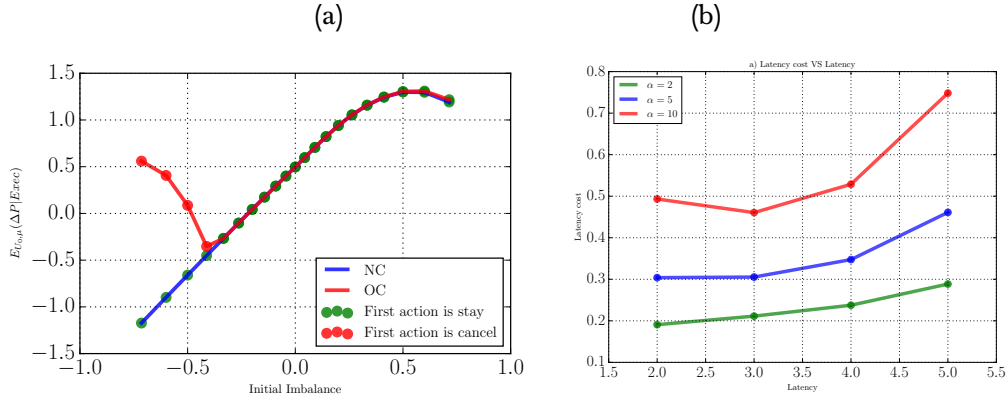 (a)
1.5
1.0
0.5
0.0
−0.5
−1.0
−1.5
−1.0
−0.5
0.0
0.5
1.0
E_{U_0,μ}(ΔP|Exec)
Initial Imbalance
NC
OC
First action is stay
First action is cancel
(b)
a) Latency cost VS Latency
0.8
0.7
0.6
0.5
0.4
0.3
0.2
0.1
1.5
2.0
2.5
3.0
3.5
4.0
4.5
5.0
5.5
Latency cost
Latency
α = 2
α = 5
α = 10